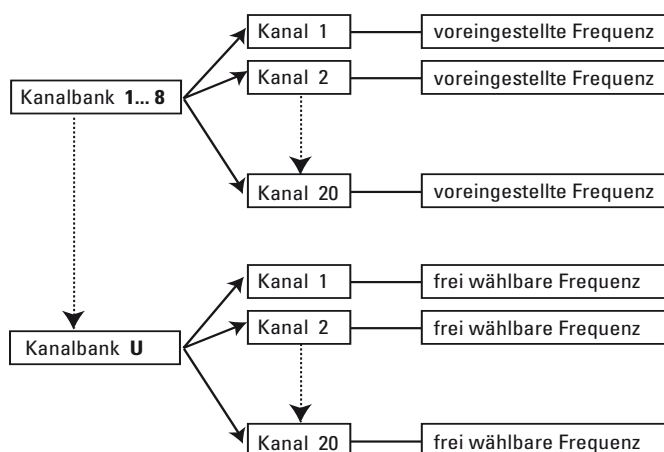 Kanal 1 voreingestellte Frequenz
Kanal 2 voreingestellte Frequenz
Kanalbank 1... 8
Kanal 20 voreingestellte Frequenz
Kanal 1 frei wählbare Frequenz
Kanal 2 frei wählbare Frequenz
Kanalbank U
Kanal 20 frei wählbare Frequenz